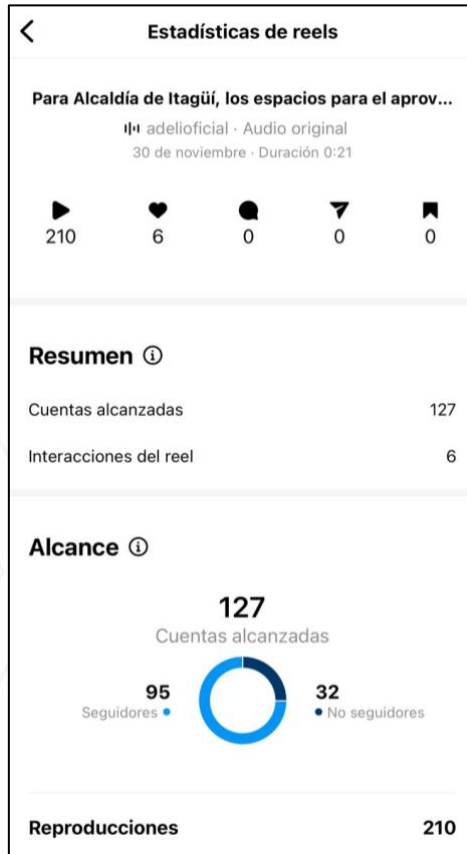 Estadísticas de reels
Para Alcaldía de Itagüí, los espacios para el aprov...
adelioficial · Audio original
30 de noviembre · Duración 0:21
210 6 0 0 0
Resumen
Cuentas alcanzadas 127
Interacciones del reel 6
Alcance
127
Cuentas alcanzadas
95 32
Seguidores No seguidores
Reproducciones 210